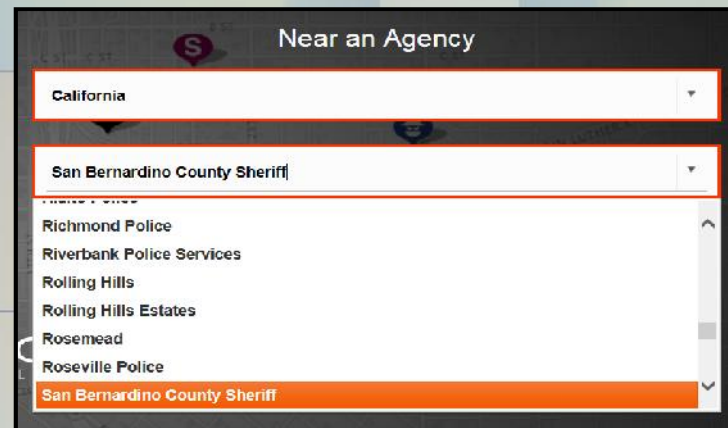 Near an Agency
S
California
San Bernardino County Sheriff
Richmond Police
Riverbank Police Services
Rolling Hills
Rolling Hills Estates
Rosemead
Roseville Police
San Bernardino County Sheriff